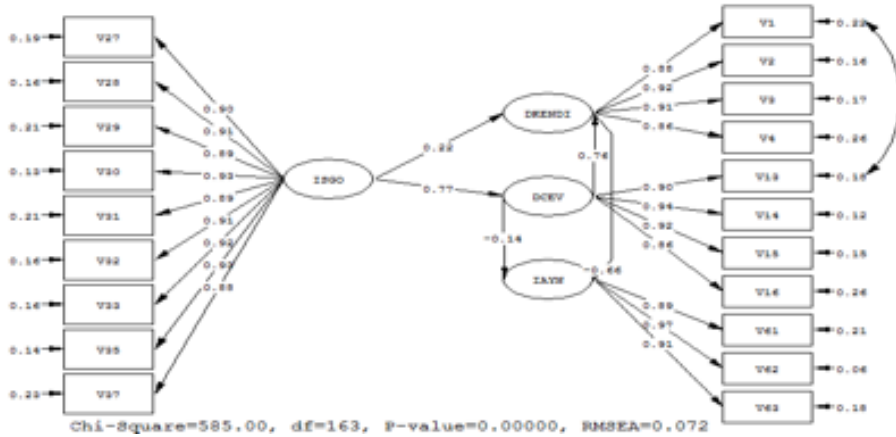 0.19 V27 0.90
0.16 V28 0.91
0.21 V29 0.89
0.13 V30 0.93
0.21 V31 0.89
0.16 V32 0.91
0.16 V33 0.92
0.14 V35 0.93
0.23 V37 0.88
ISGO
0.22
0.77
DRENDI
0.76
DCEV
-0.14
-0.66
0.88 V1 0.22
0.92 V2 0.16
0.91 V3 0.17
0.86 V4 0.26
0.90 V13
0.94 V14 0.12
0.92 V15 0.15
0.86 V16 0.26
0.89 V61 0.21
0.97 V62 0.06
0.91 V63 0.18
Chi-Square=585.00, df=163, P-value=0.00000, RMSEA=0.072